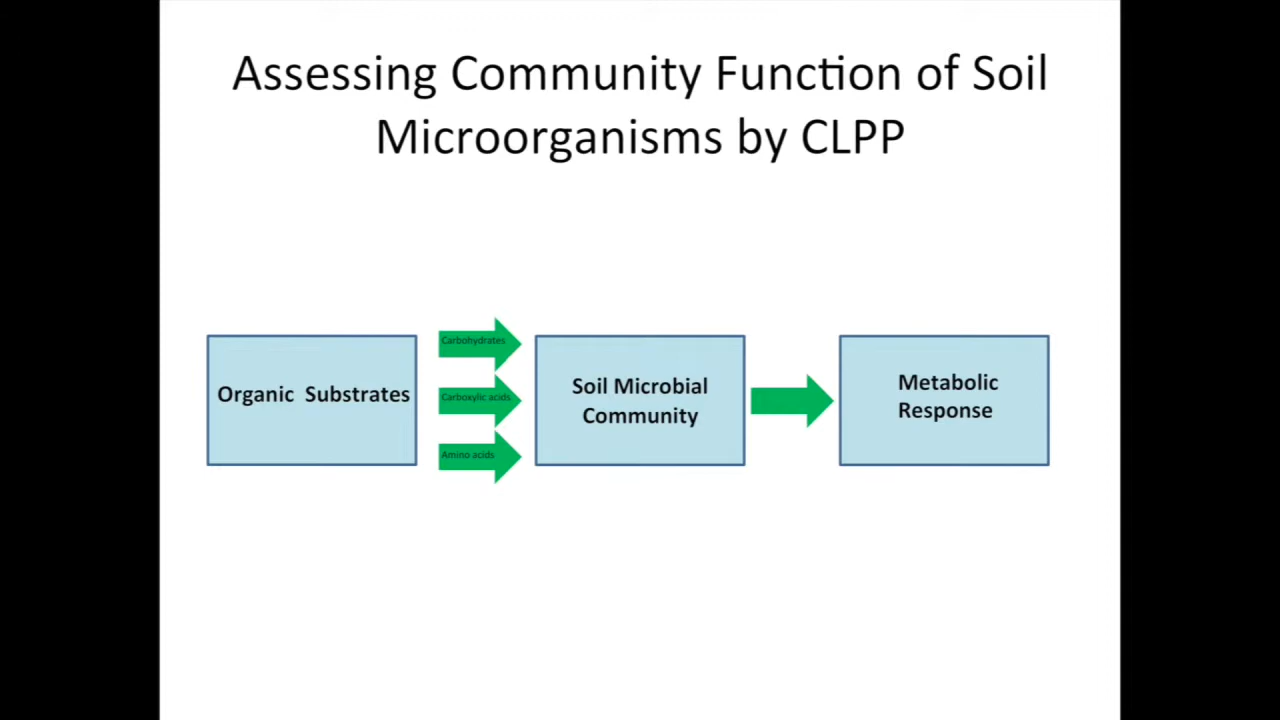 Assessing Community Function of Soil
Microorganisms by CLPP
Organic Substrates
Carbohydrates
Carboxylic acids
Amino acids
Soil Microbial
Community
Metabolic
Response